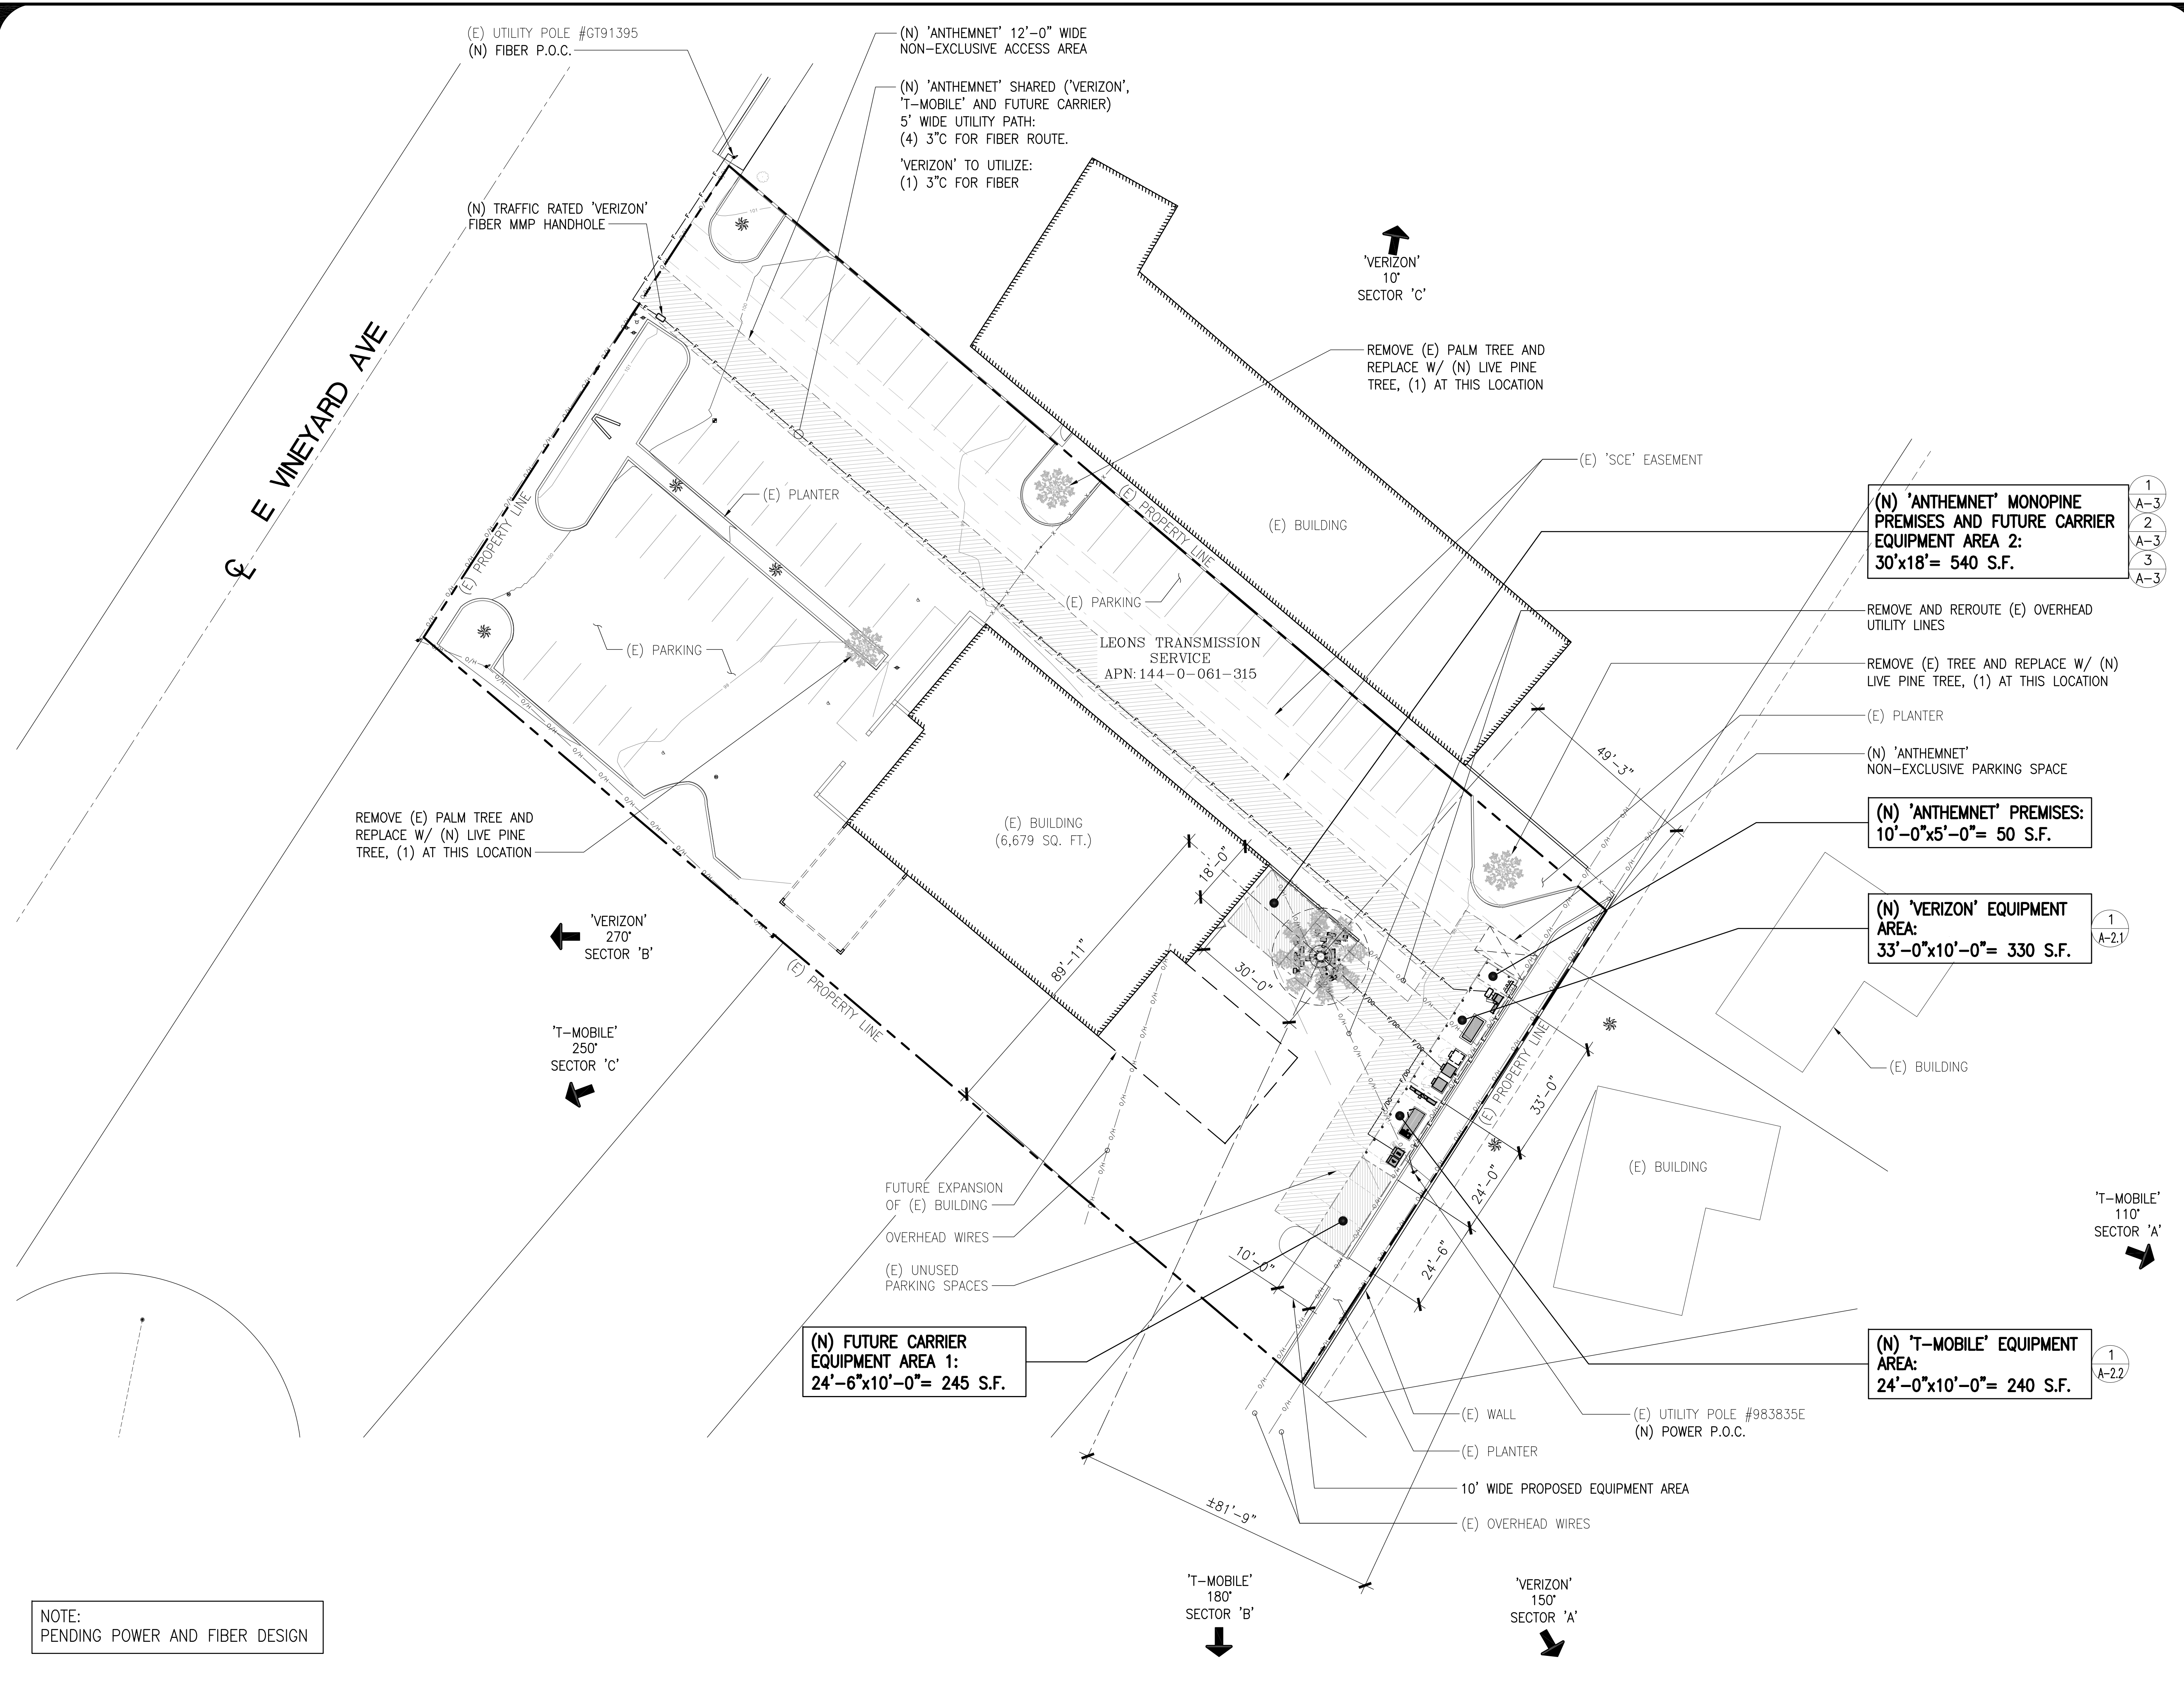 (E) UTILITY POLE #GT91395
(N) FIBER P.O.C.
(N) 'ANTHEMNET' 12'-0" WIDE
NON-EXCLUSIVE ACCESS AREA
(N) 'ANTHEMNET' SHARED ('VERIZON',
'T-MOBILE' AND FUTURE CARRIER)
5' WIDE UTILITY PATH:
(4) 3"C FOR FIBER ROUTE.
'VERIZON' TO UTILIZE:
(1) 3"C FOR FIBER
(N) TRAFFIC RATED 'VERIZON'
FIBER MMP HANDHOLE
'VERIZON'
10°
SECTOR 'C'
REMOVE (E) PALM TREE AND
REPLACE W/ (N) LIVE PINE
TREE, (1) AT THIS LOCATION
E VINEYARD AVE
(E) 'SCE' EASEMENT
(E) PLANTER
(E) PROPERTY LINE
(E) PROPERTY LINE
(E) BUILDING
(N) 'ANTHEMNET' MONOPINE
PREMISES AND FUTURE CARRIER
EQUIPMENT AREA 2:
30'x18'= 540 S.F.
1
A-3
2
A-3
3
A-3
(E) PARKING
REMOVE AND REROUTE (E) OVERHEAD
UTILITY LINES
(E) PARKING
LEONS TRANSMISSION
SERVICE
APN: 144-0-061-315
REMOVE (E) TREE AND REPLACE W/ (N)
LIVE PINE TREE, (1) AT THIS LOCATION
(E) PLANTER
(N) 'ANTHEMNET'
NON-EXCLUSIVE PARKING SPACE
49'-3"
REMOVE (E) PALM TREE AND
REPLACE W/ (N) LIVE PINE
TREE, (1) AT THIS LOCATION
(E) BUILDING
(6,679 SQ. FT.)
(N) 'ANTHEMNET' PREMISES:
10'-0"x5'-0"= 50 S.F.
18'-0"
(N) 'VERIZON' EQUIPMENT
AREA:
33'-0"x10'-0"= 330 S.F.
1
A-2.1
'VERIZON'
270°
SECTOR 'B'
89'-11"
30'-0"
(E) PROPERTY LINE
'T-MOBILE'
250°
SECTOR 'C'
(E) PROPERTY LINE
33'-0"
(E) BUILDING
(E) BUILDING
24'-0"
FUTURE EXPANSION
OF (E) BUILDING
OVERHEAD WIRES
(E) UNUSED
PARKING SPACES
10'-0"
24'-6"
'T-MOBILE'
110°
SECTOR 'A'
(N) FUTURE CARRIER
EQUIPMENT AREA 1:
24'-6"x10'-0"= 245 S.F.
(N) 'T-MOBILE' EQUIPMENT
AREA:
24'-0"x10'-0"= 240 S.F.
1
A-2.2
(E) WALL
(E) UTILITY POLE #983835E
(N) POWER P.O.C.
(E) PLANTER
10' WIDE PROPOSED EQUIPMENT AREA
(E) OVERHEAD WIRES
±81'-9"
'T-MOBILE'
180°
SECTOR 'B'
'VERIZON'
150°
SECTOR 'A'
NOTE:
PENDING POWER AND FIBER DESIGN